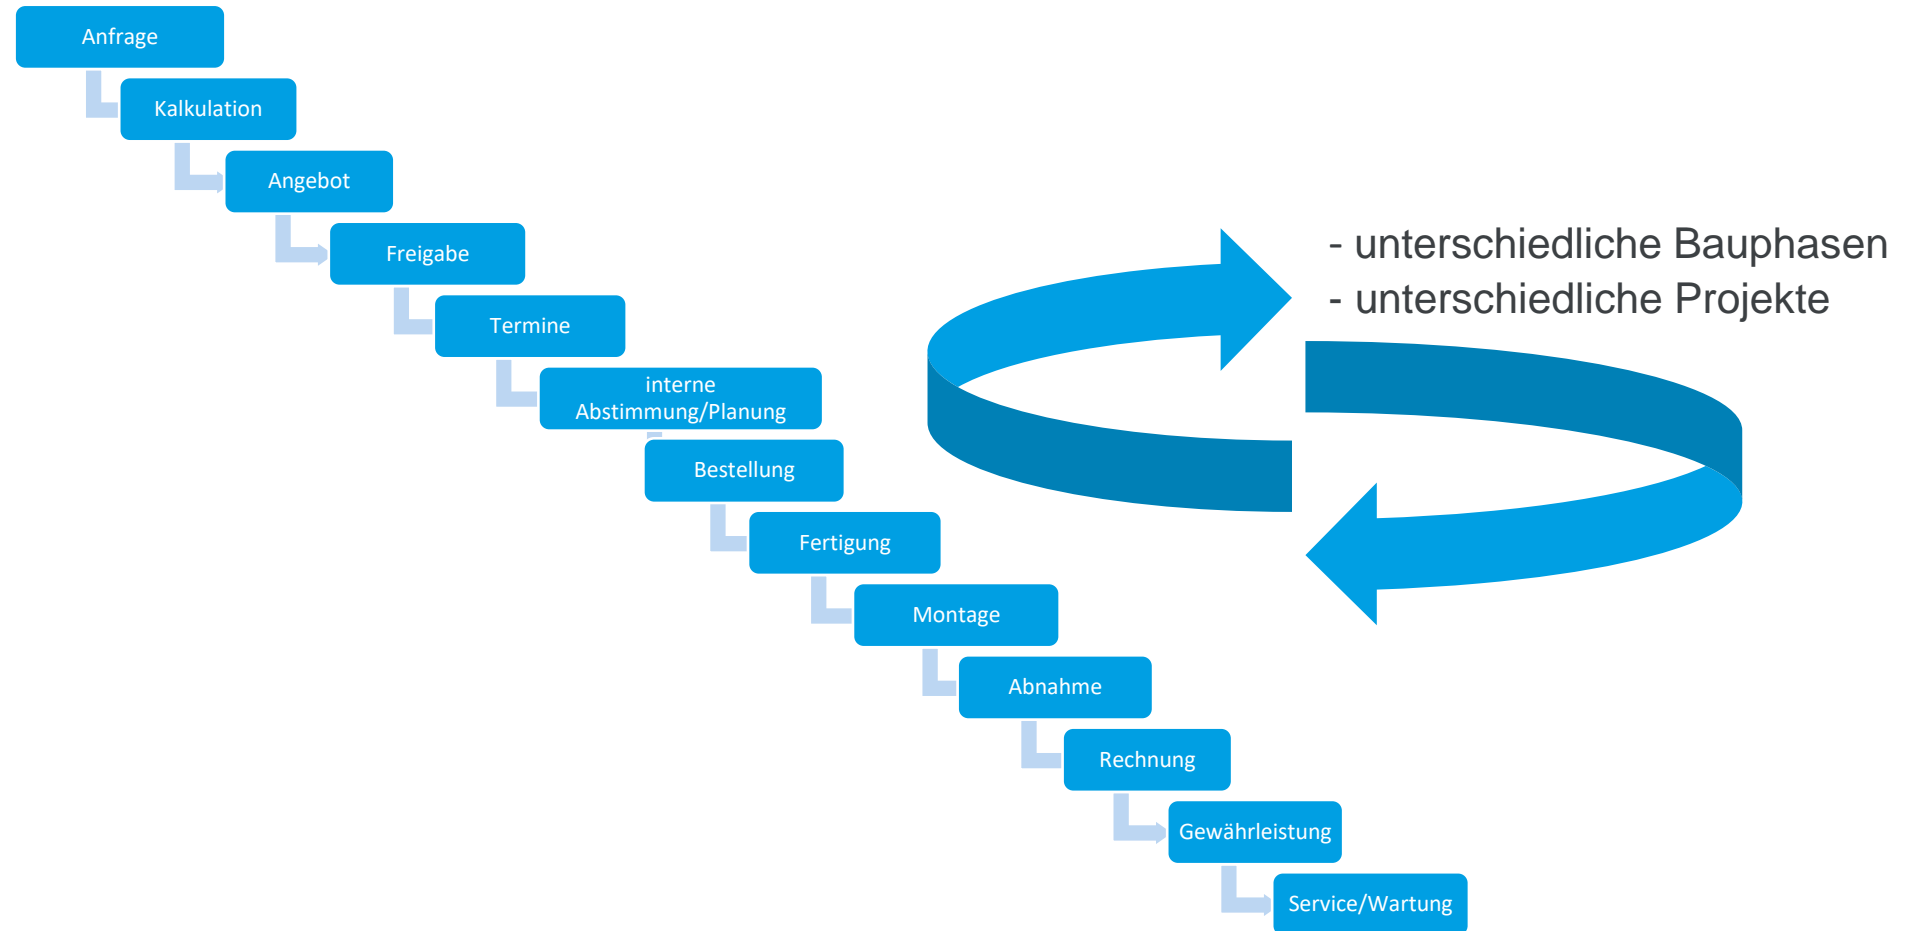 Anfrage
Kalkulation
Angebot
Freigabe
Termine
interne
Abstimmung/Planung
Bestellung
Fertigung
Montage
Abnahme
Rechnung
Gewährleistung
Service/Wartung
- unterschiedliche Bauphasen
- unterschiedliche Projekte